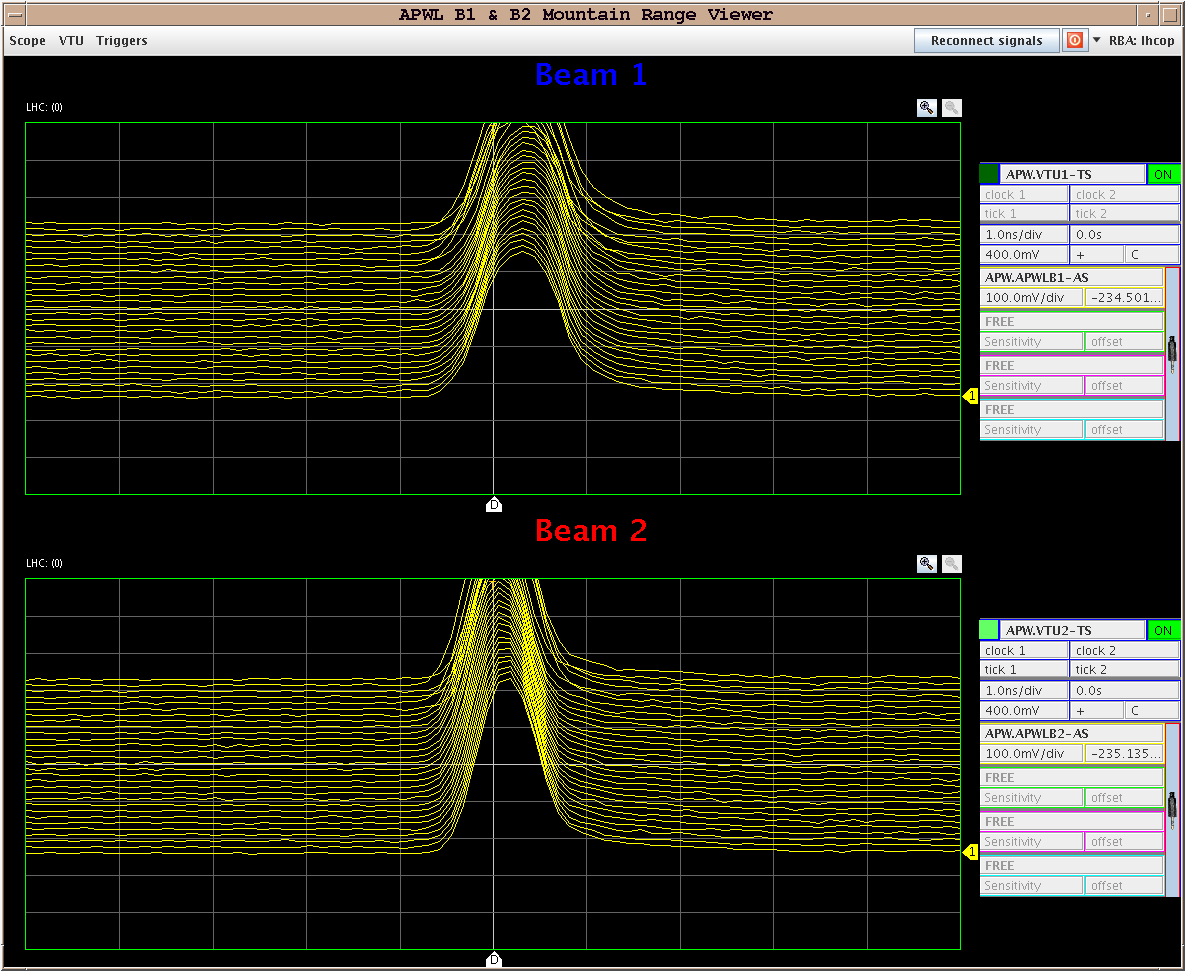 APWL B1 & B2 Mountain Range Viewer
Scope VTU Triggers Reconnect signals RBA: lhcop
Beam 1
LHC: (0)
APW.VTU1-TS ON
clock 1 clock 2
tick 1 tick 2
1.0ns/div 0.0s
400.0mV + C
APW.APWLB1-AS
100.0mV/div -234.501...
FREE
Sensitivity offset
FREE
Sensitivity offset
1
FREE
Sensitivity offset
D
Beam 2
LHC: (0)
APW.VTU2-TS ON
clock 1 clock 2
tick 1 tick 2
1.0ns/div 0.0s
400.0mV + C
APW.APWLB2-AS
100.0mV/div -235.135...
FREE
Sensitivity offset
FREE
Sensitivity offset
1
FREE
Sensitivity offset
D